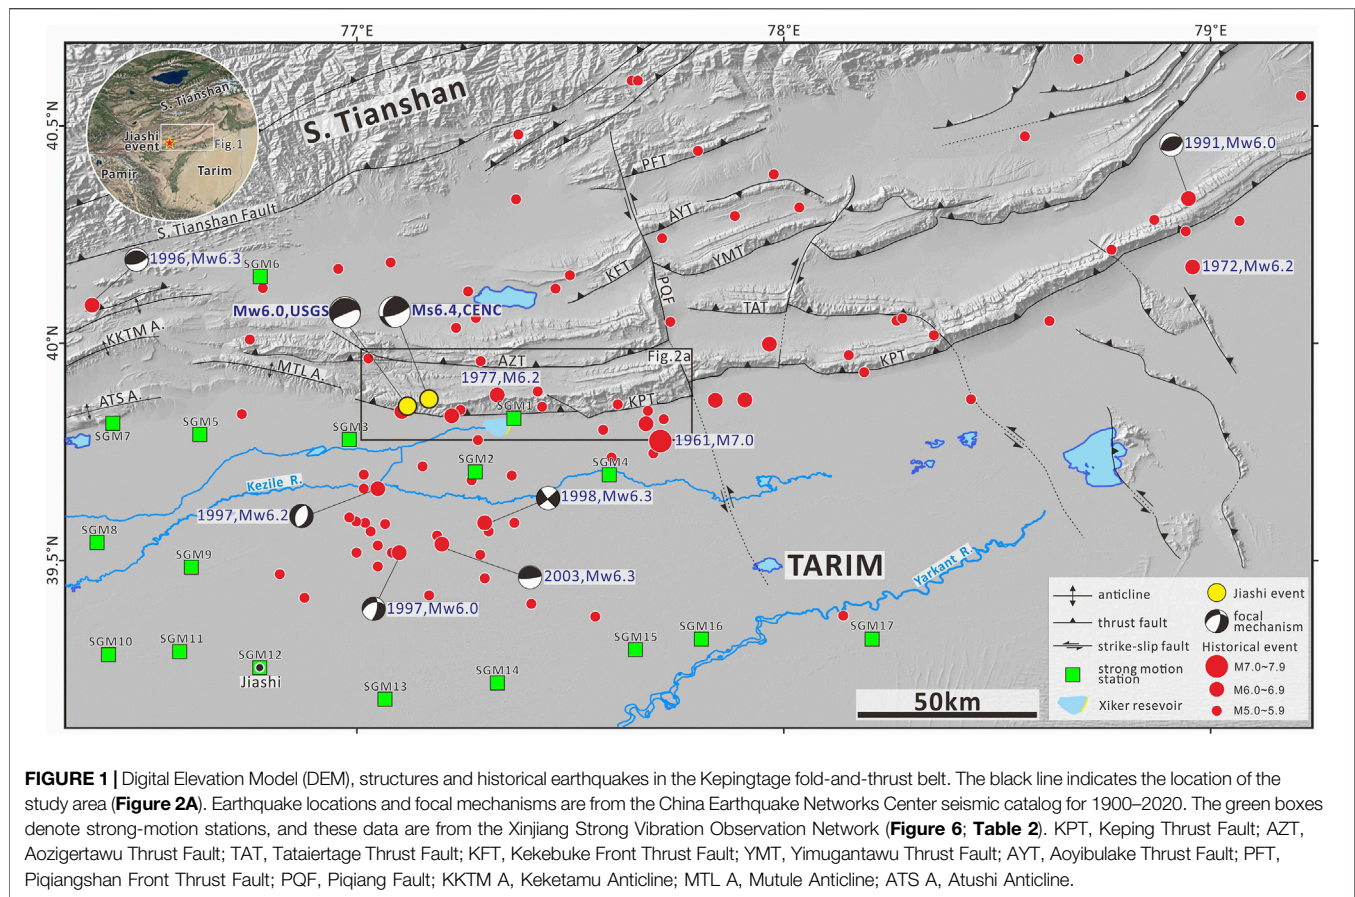 77°E
78°E
79°E
40.5°N
40°N
39.5°N
S. Tianshan
Jiashi
event
Fig.1
Pamir
Tarim
S. Tianshan
S. Tianshan Fault
PFT
AYT
YMT
KFT
PQF
TAT
1991,Mw6.0
1972,Mw6.2
1996,Mw6.3
SGM6
Mw6.0,USGS
Ms6.4,CENC
KKTM A.
MTL A.
ATS A.
AZT
Fig.2a
1977,M6.2
KPT
KPT
SGM1
SGM7
SGM5
SGM3
1961,M7.0
SGM2
SGM4
Kezile R.
1998,Mw6.3
1997,Mw6.2
SGM8
SGM9
2003,Mw6.3
TARIM
Yarkant R.
1997,Mw6.0
SGM10
SGM11
SGM12
Jiashi
SGM13
SGM14
SGM15
SGM16
SGM17
50km
anticline
thrust fault
strike-slip fault
strong motion
station
Xiker resevoir
Jiashi event
focal
mechanism
Historical event
M7.0~7.9
M6.0~6.9
M5.0~5.9
FIGURE 1 | Digital Elevation Model (DEM), structures and historical earthquakes in the Kepingtage fold-and-thrust belt. The black line indicates the location of the
study area (Figure 2A). Earthquake locations and focal mechanisms are from the China Earthquake Networks Center seismic catalog for 1900–2020. The green boxes
denote strong-motion stations, and these data are from the Xinjiang Strong Vibration Observation Network (Figure 6; Table 2). KPT, Keping Thrust Fault; AZT,
Aozigertawu Thrust Fault; TAT, Tataiertage Thrust Fault; KFT, Kekebuke Front Thrust Fault; YMT, Yimugantawu Thrust Fault; AYT, Aoyibulake Thrust Fault; PFT,
Piqiangshan Front Thrust Fault; PQF, Piqiang Fault; KKTM A, Keketamu Anticline; MTL A, Mutule Anticline; ATS A, Atushi Anticline.